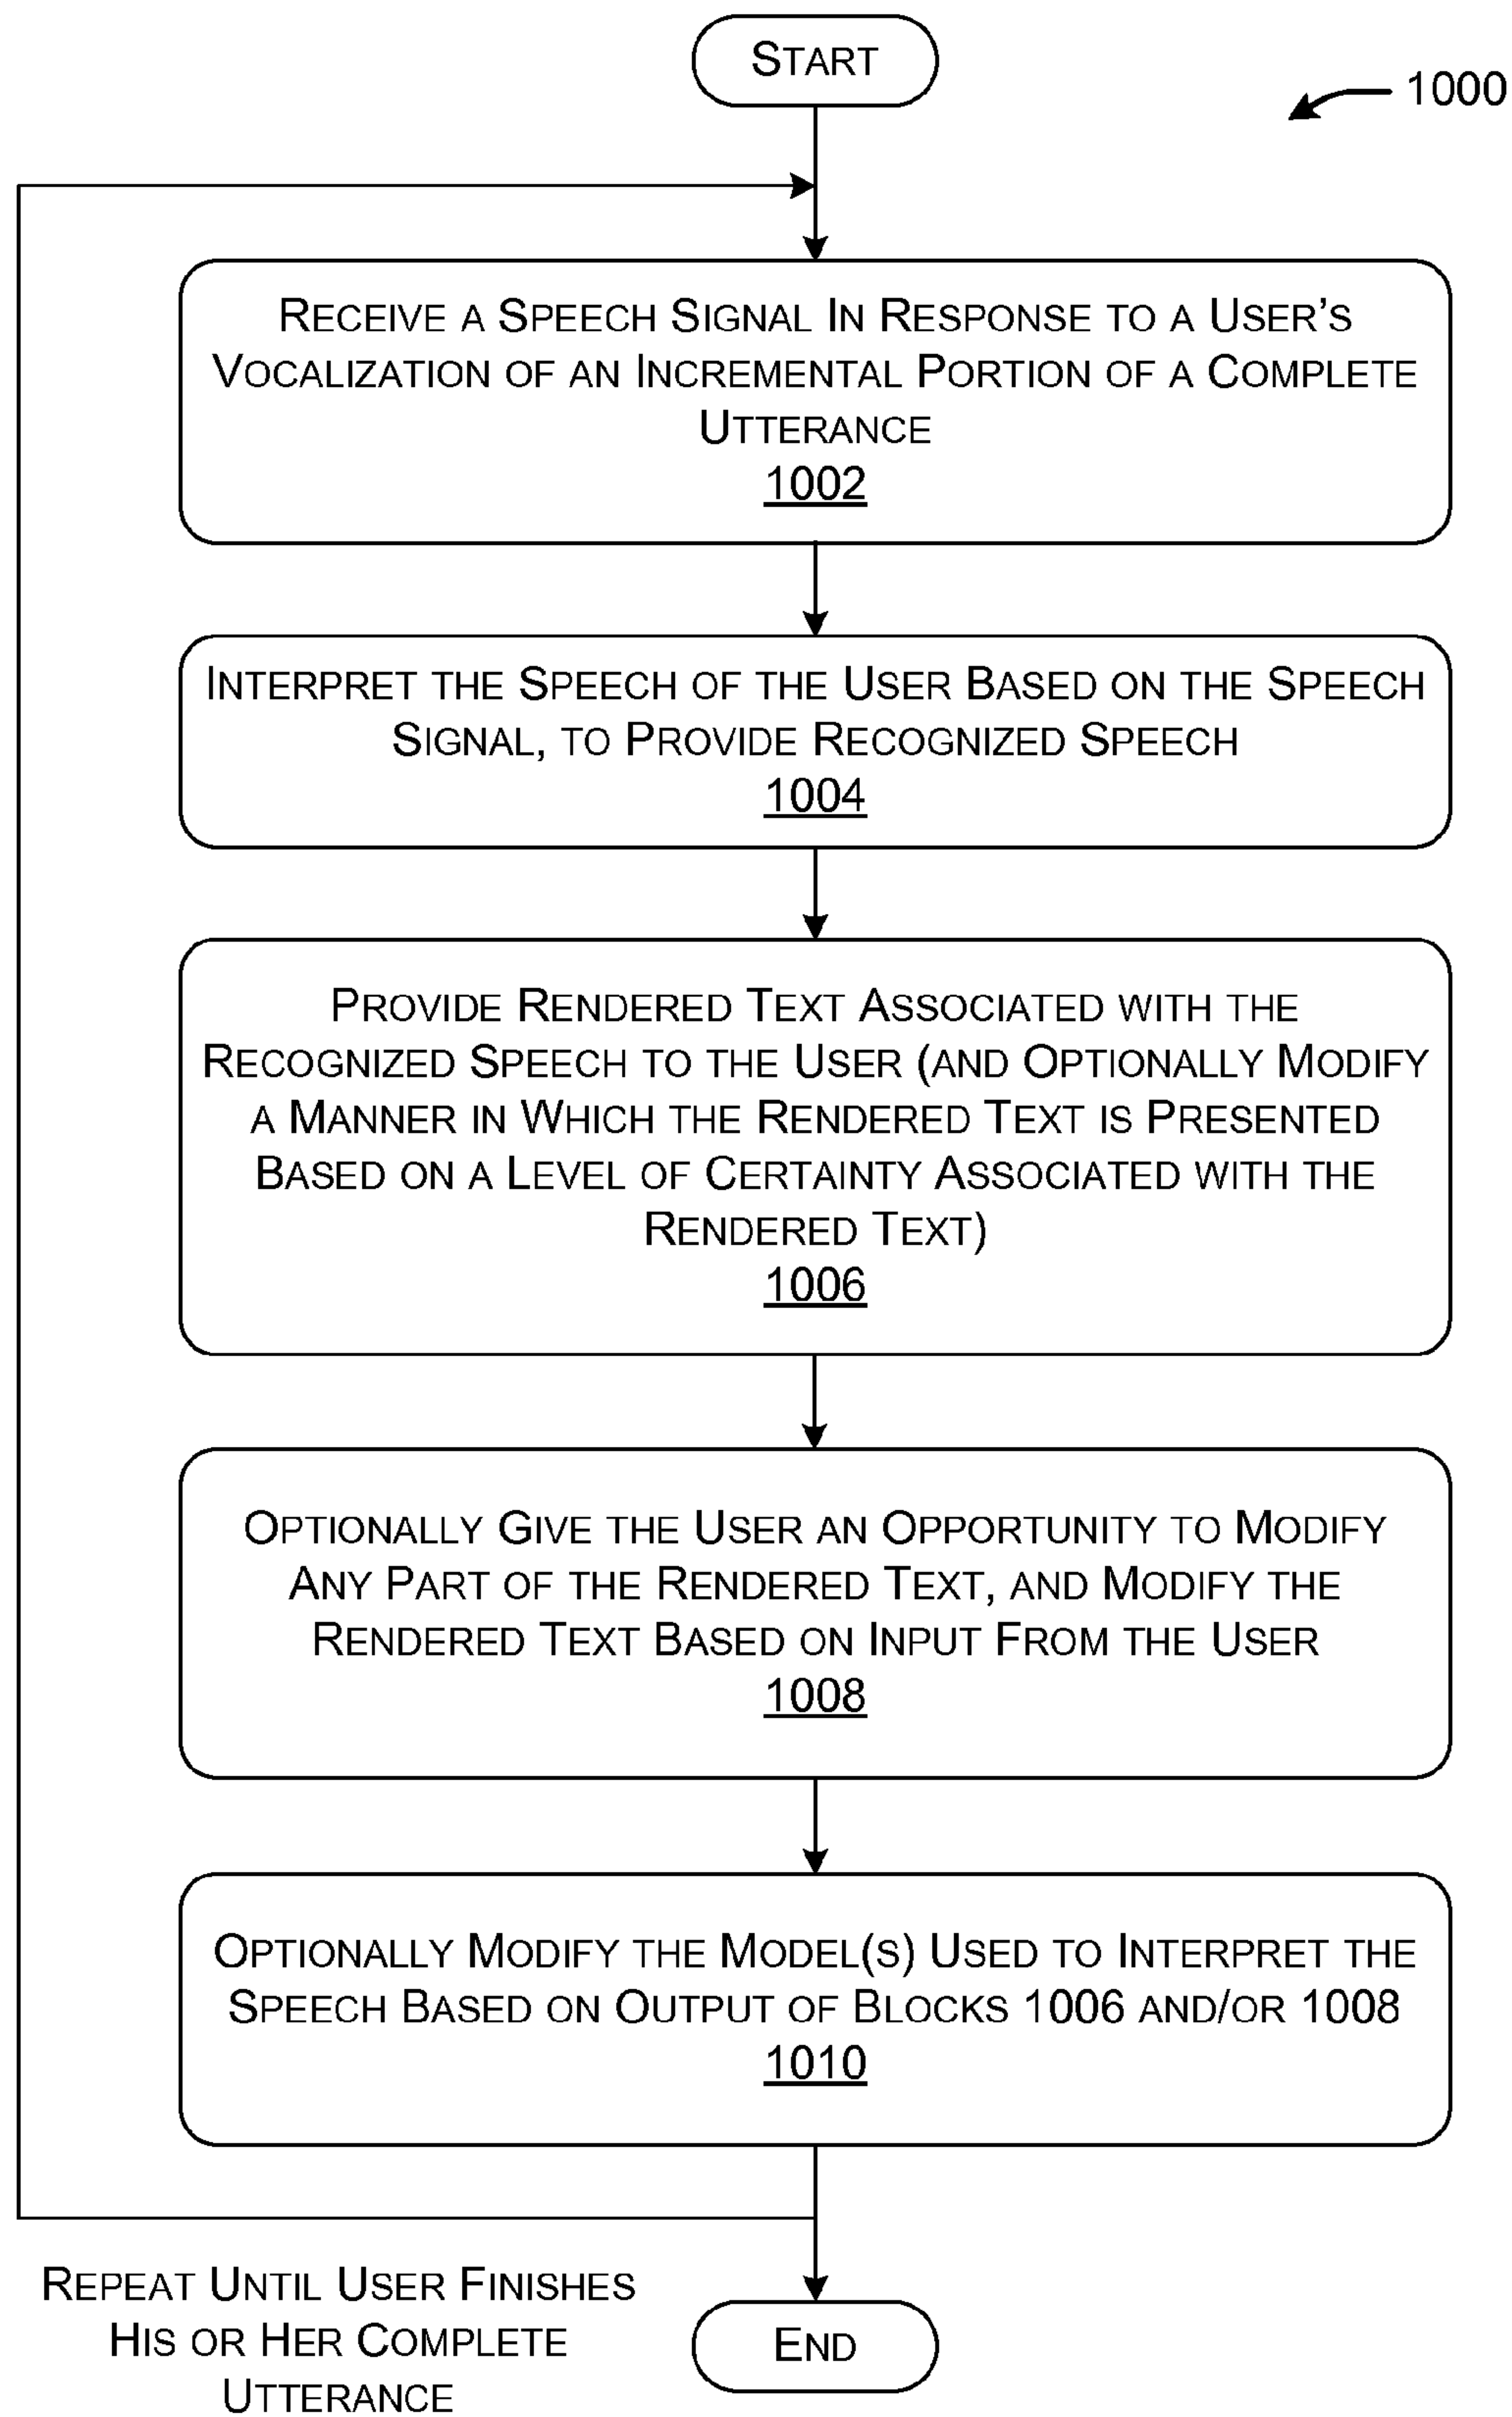 START
1000
RECEIVE A SPEECH SIGNAL IN RESPONSE TO A USER'S
VOCALIZATION OF AN INCREMENTAL PORTION OF A COMPLETE
UTTERANCE
1002
INTERPRET THE SPEECH OF THE USER BASED ON THE SPEECH
SIGNAL, TO PROVIDE RECOGNIZED SPEECH
1004
PROVIDE RENDERED TEXT ASSOCIATED WITH THE
RECOGNIZED SPEECH TO THE USER (AND OPTIONALLY MODIFY
A MANNER IN WHICH THE RENDERED TEXT IS PRESENTED
BASED ON A LEVEL OF CERTAINTY ASSOCIATED WITH THE
RENDERED TEXT)
1006
OPTIONALLY GIVE THE USER AN OPPORTUNITY TO MODIFY
ANY PART OF THE RENDERED TEXT, AND MODIFY THE
RENDERED TEXT BASED ON INPUT FROM THE USER
1008
OPTIONALLY MODIFY THE MODEL(S) USED TO INTERPRET THE
SPEECH BASED ON OUTPUT OF BLOCKS 1006 AND/OR 1008
1010
REPEAT UNTIL USER FINISHES
HIS OR HER COMPLETE
UTTERANCE
END